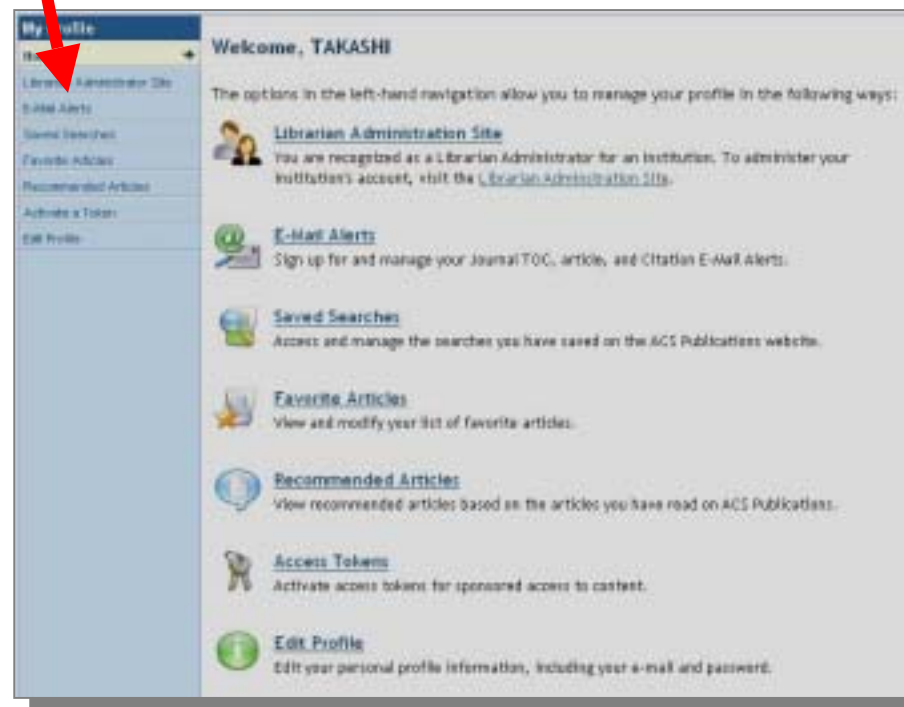 My
Welcome, TAKASHI
Administrator Site
E-Mail Alerts
Saved Searches
Favorite Articles
Recommended Articles
Activate a Token
Edit Profile
The options in the left-hand navigation allow you to manage your profile in the following ways:
Librarian Administration Site
You are recognized as a Librarian Administrator for an institution. To administer your
institution's account, visit the Librarian Administration Site.
E-Mail Alerts
Sign up for and manage your Journal TOC, article, and Citation E-Mail Alerts.
Saved Searches
Access and manage the searches you have saved on the ACS Publications website.
Favorite Articles
View and modify your list of favorite articles.
Recommended Articles
View recommended articles based on the articles you have read on ACS Publications.
Access Tokens
Activate access tokens for sponsored access to content.
Edit Profile
Edit your personal profile information, including your e-mail and password.